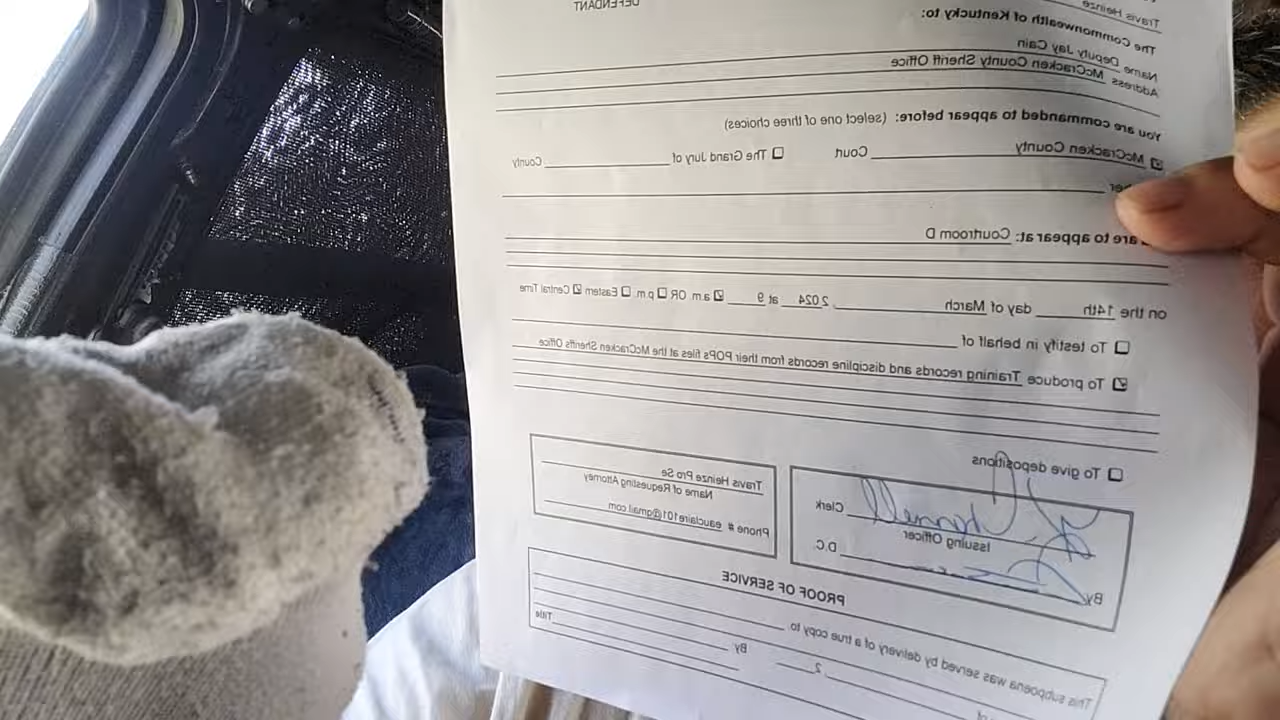 DEFENDANT
Travis Heinze
The Commonwealth of Kentucky to:
Name Deputy Jay Cain
Address McCracken County Sheriff Office
You are commanded to appear before: (select one of three choices)
☑ McCracken County Court ☐ The Grand Jury of County
are to appear at: Courtroom D
on the 14th day of March, 2024 at 9 ☑ a.m. OR ☐ p.m. ☐ Eastern ☑ Central Time
☐ To testify in behalf of
☑ To produce Training records and discipline records from their POPS files at the McCracken Sheriffs Office
☐ To give depositions
Clerk
Issuing Officer
By D.C.
Travis Heinze Pro Se
Name of Requesting Attorney
Phone # eauclaire101@gmail.com
PROOF OF SERVICE
This subpoena was served by delivery of a true copy to
of , 2 By
Title